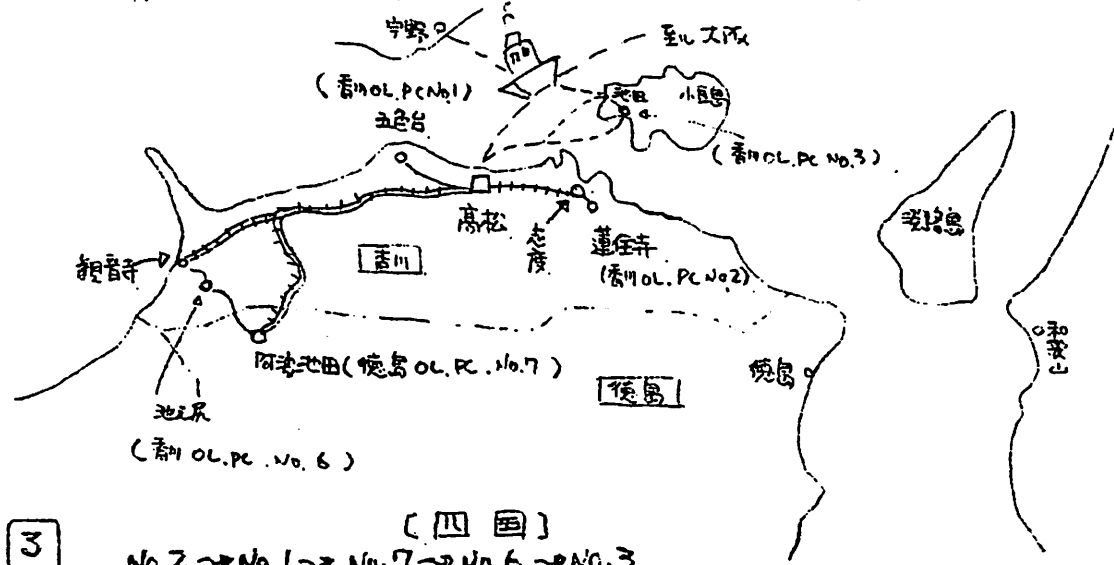 宇野
至ル 大阪
(香川OL.PC No.1)
五色台
池田
小豆島
(香川OL.PC No.3)
高松
志度
蓮住寺
(香川OL.PC No.2)
淡路島
観音寺
香川
和歌山
阿波池田(徳島OL.PC.No.7)
徳島
徳島
池之尻
(香川OL.PC.No.6)
[四国]
3
No.2→No.1→No.7→No.6→No.3